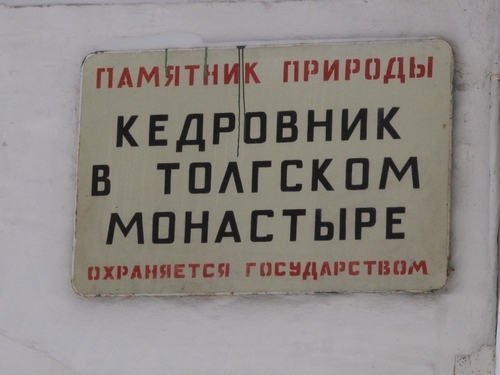 ПАМЯТНИК ПРИРОДЫ
КЕДРОВНИК
В ТОЛГСКОМ
МОНАСТЫРЕ
ОХРАНЯЕТСЯ ГОСУДАРСТВОМ